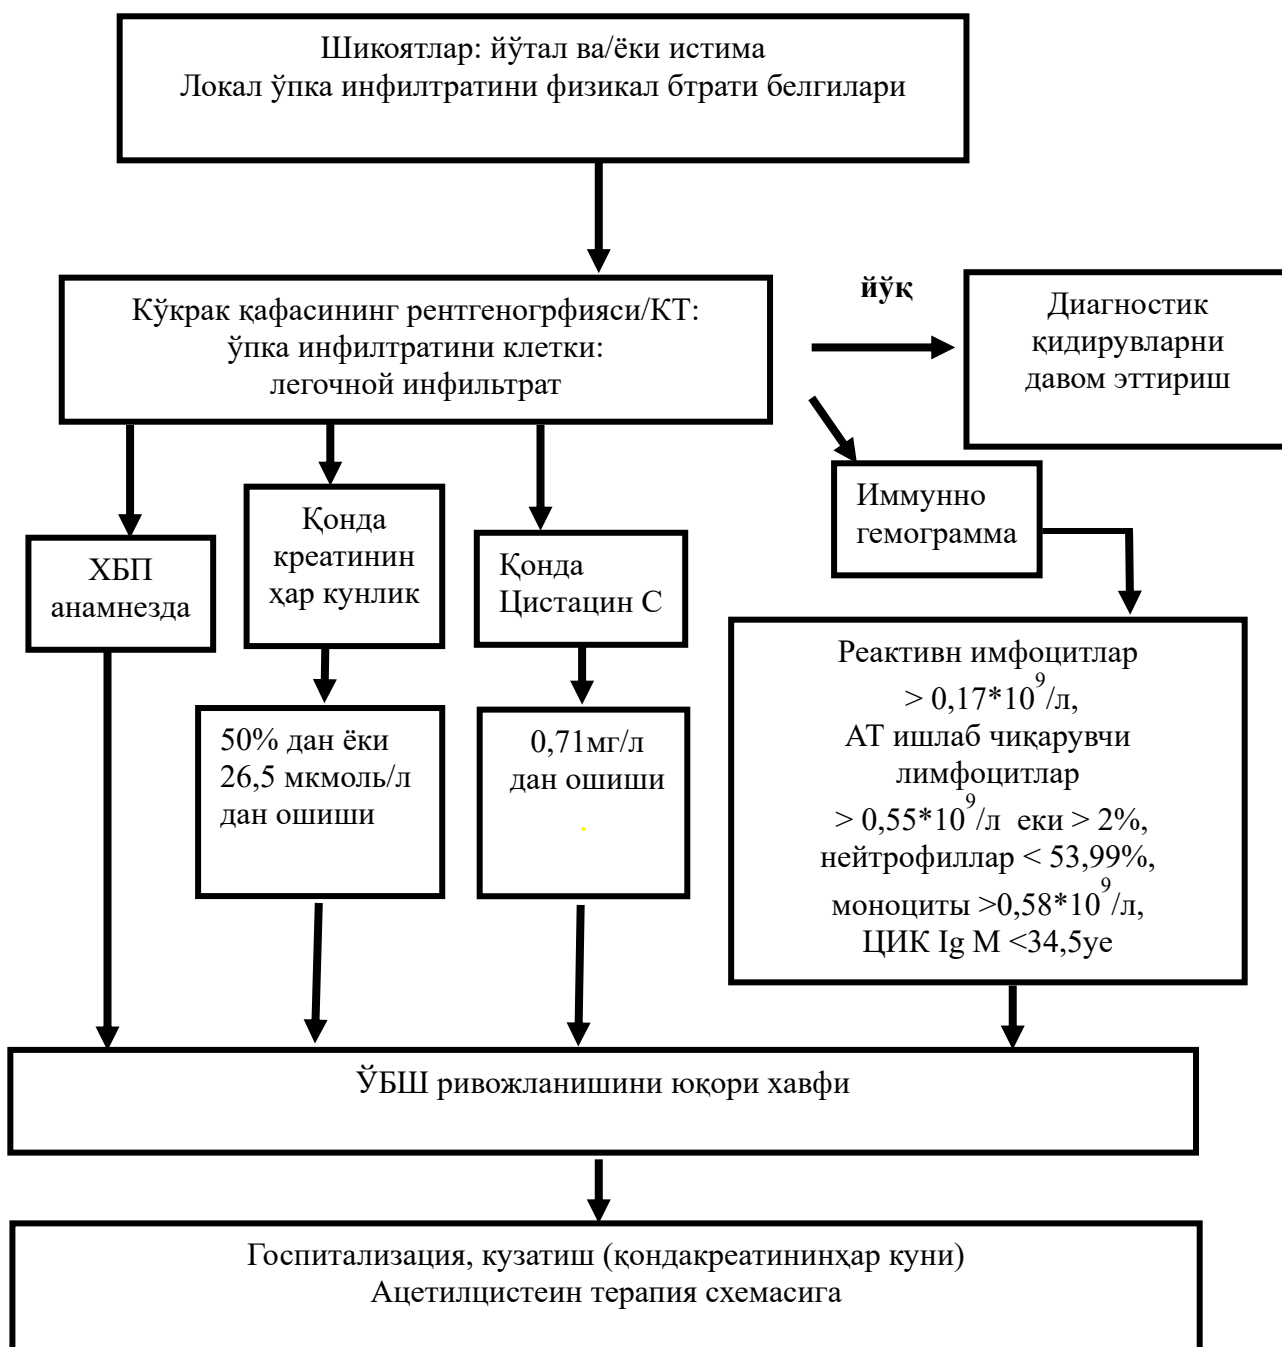 Шикоятлар: йўтал ва/ёки истима
Локал ўпка инфилтратини физикал бтрати белгилари
Кўкрак қафасининг рентгеногрфияси/КТ:
ўпка инфилтратини клетки:
легочной инфильтрат
йўқ
Диагностик
қидирувларни
давом эттириш
Иммунно
гемограмма
ХБП
анамнезда
Қонда
креатинин
ҳар кунлик
Қонда
Цистацин С
50% дан ёки
26,5 мкмоль/л
дан ошиши
0,71мг/л
дан ошиши
.
Реактивн имфоцитлар
> 0,17*10⁹/л,
АТ ишлаб чиқарувчи
лимфоцитлар
> 0,55*10⁹/л еки > 2%,
нейтрофиллар < 53,99%,
моноциты >0,58*10⁹/л,
ЦИК Ig M <34,5уе
ЎБШ ривожланишини юқори хавфи
Госпитализация, кузатиш (қондакреатининҳар куни)
Ацетилцистеин терапия схемасига